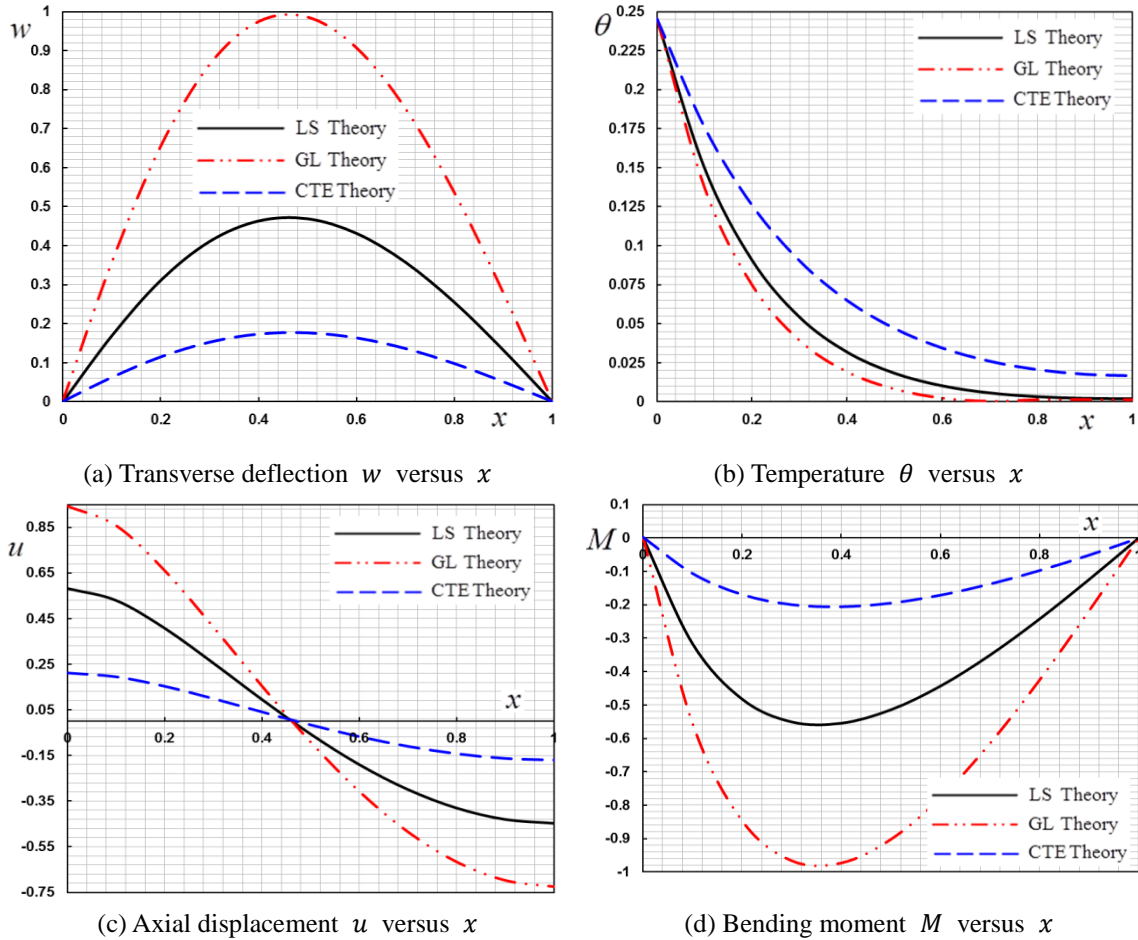 1
w
0.9
0.8
0.7
0.6
0.5
0.4
0.3
0.2
0.1
0
LS Theory
GL Theory
CTE Theory
0 0.2 0.4 0.6 0.8 x 1
(a) Transverse deflection w versus x
0.25
θ
0.225
0.2
0.175
0.15
0.125
0.1
0.075
0.05
0.025
0
LS Theory
GL Theory
CTE Theory
0 0.2 0.4 0.6 0.8 x 1
(b) Temperature θ versus x
0.85
u
0.65
0.45
0.25
0.05
-0.15
-0.35
-0.55
-0.75
LS Theory
GL Theory
CTE Theory
x
0 0.2 0.4 0.6 0.8 1
(c) Axial displacement u versus x
0.1
M
0
-0.1
-0.2
-0.3
-0.4
-0.5
-0.6
-0.7
-0.8
-0.9
-1
x
0 0.2 0.4 0.6 0.8 1
LS Theory
GL Theory
CTE Theory
(d) Bending moment M versus x